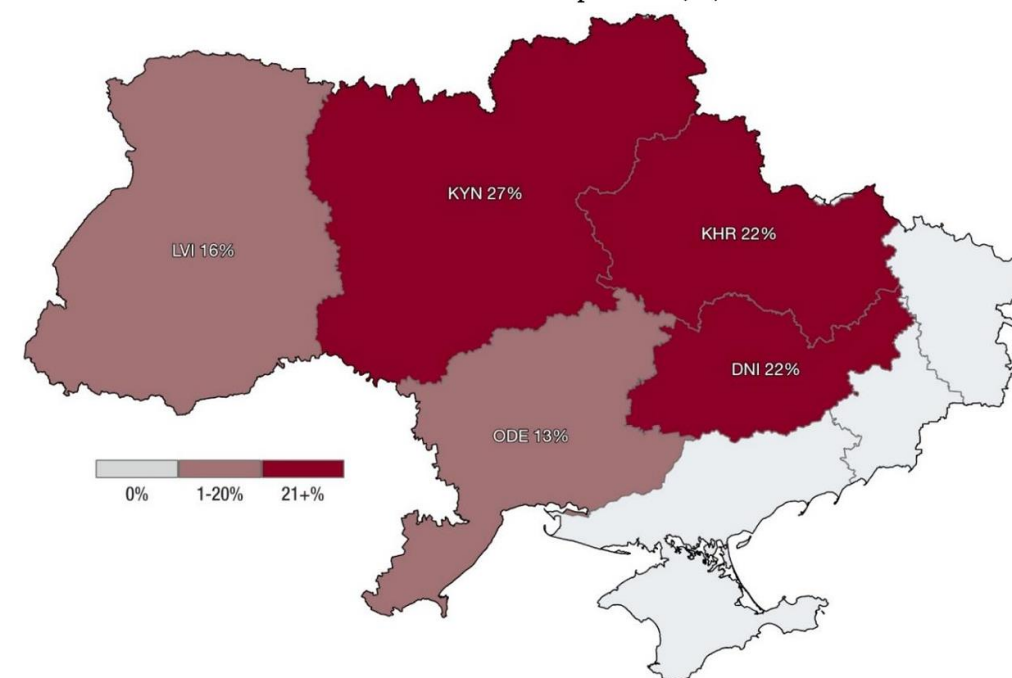 KYN 27%
LVI 16%
KHR 22%
DNI 22%
ODE 13%
0% 1-20% 21+%